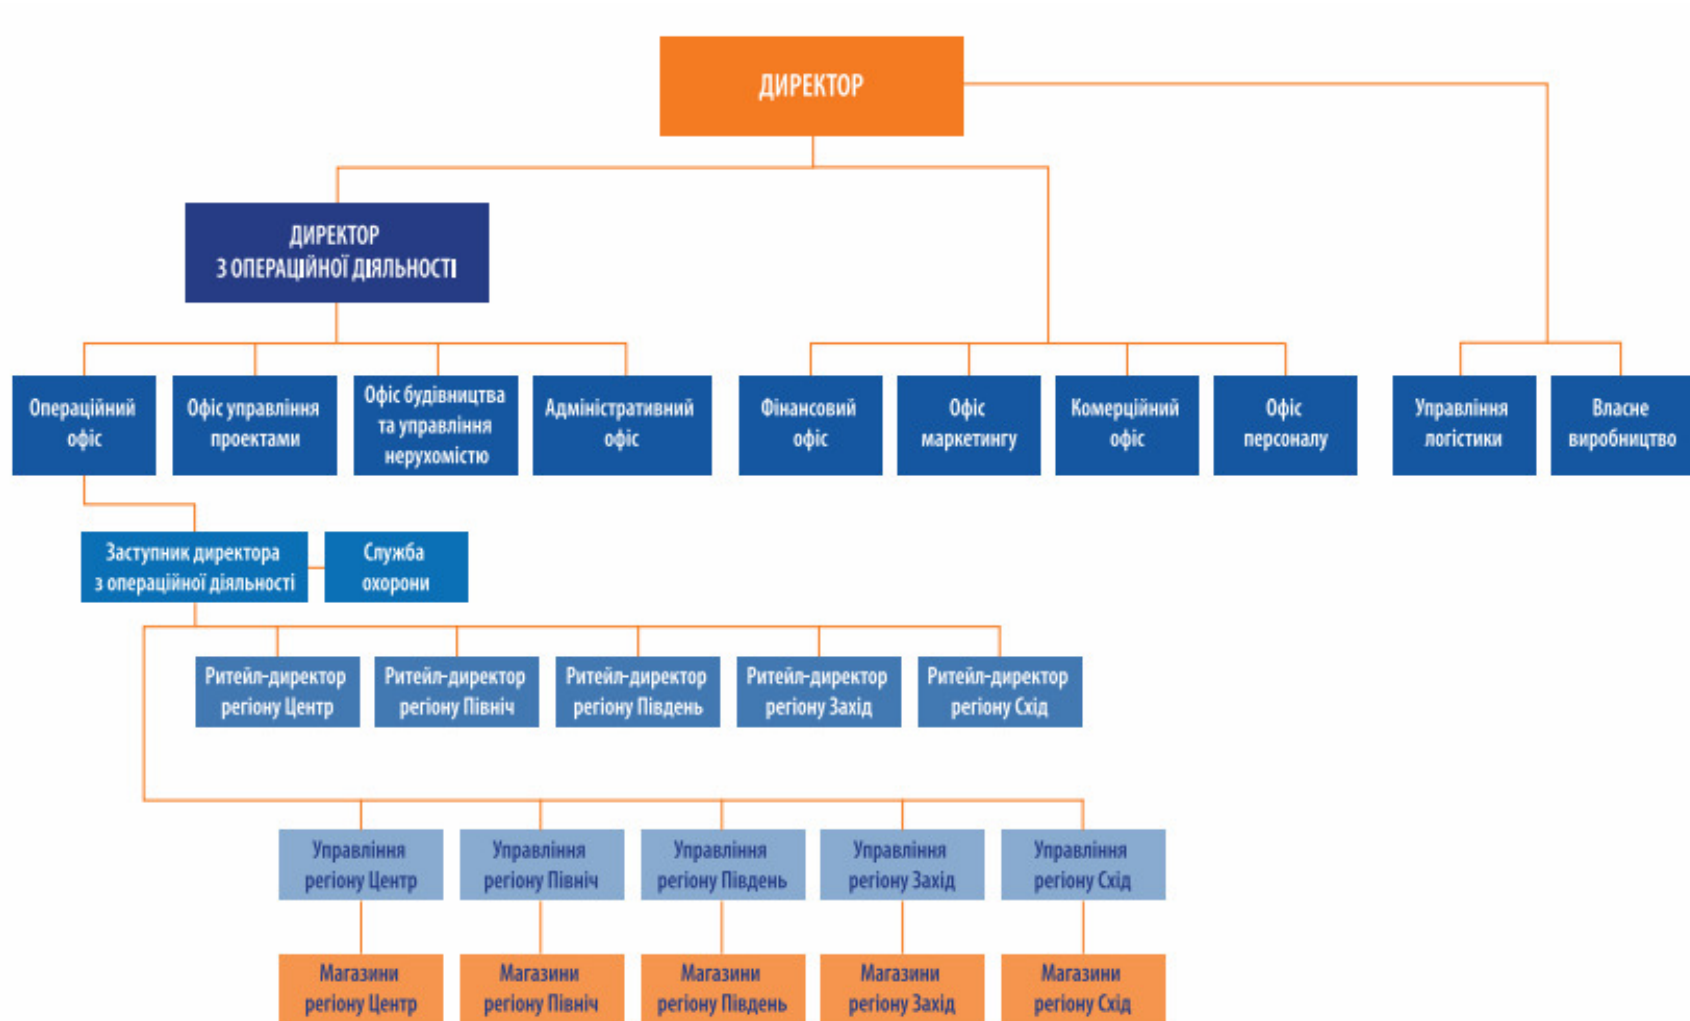 ДИРЕКТОР
ДИРЕКТОР
З ОПЕРАЦІЙНОЇ ДІЯЛЬНОСТІ
Операційний
офіс
Офіс управління
проектами
Офіс будівництва
та управління
нерухомістю
Адміністративний
офіс
Фінансовий
офіс
Офіс
маркетингу
Комерційний
офіс
Офіс
персоналу
Управління
логістики
Власне
виробництво
Заступник директора
з операційної діяльності
Служба
охорони
Ритейл-директор
регіону Центр
Ритейл-директор
регіону Північ
Ритейл-директор
регіону Південь
Ритейл-директор
регіону Захід
Ритейл-директор
регіону Схід
Управління
регіону Центр
Управління
регіону Північ
Управління
регіону Південь
Управління
регіону Захід
Управління
регіону Схід
Магазини
регіону Центр
Магазини
регіону Північ
Магазини
регіону Південь
Магазини
регіону Захід
Магазини
регіону Схід